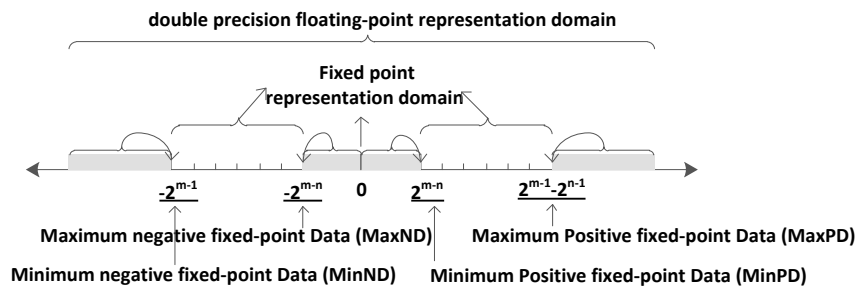 double precision floating-point representation domain
Fixed point
representation domain
-2^{m-1} -2^{m-n} 0 2^{m-n} 2^{m-1}-2^{n-1}
Maximum negative fixed-point Data (MaxND) Maximum Positive fixed-point Data (MaxPD)
Minimum negative fixed-point Data (MinND) Minimum Positive fixed-point Data (MinPD)